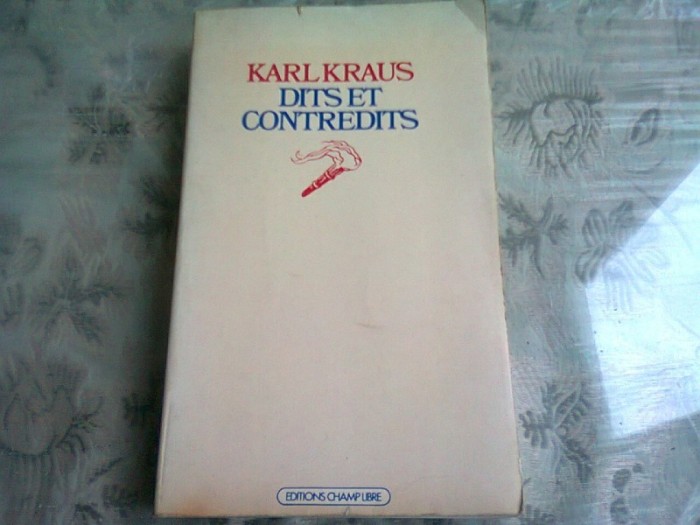 KARL KRAUS
DITS ET
CONTREDITS
EDITIONS CHAMP LIBRE